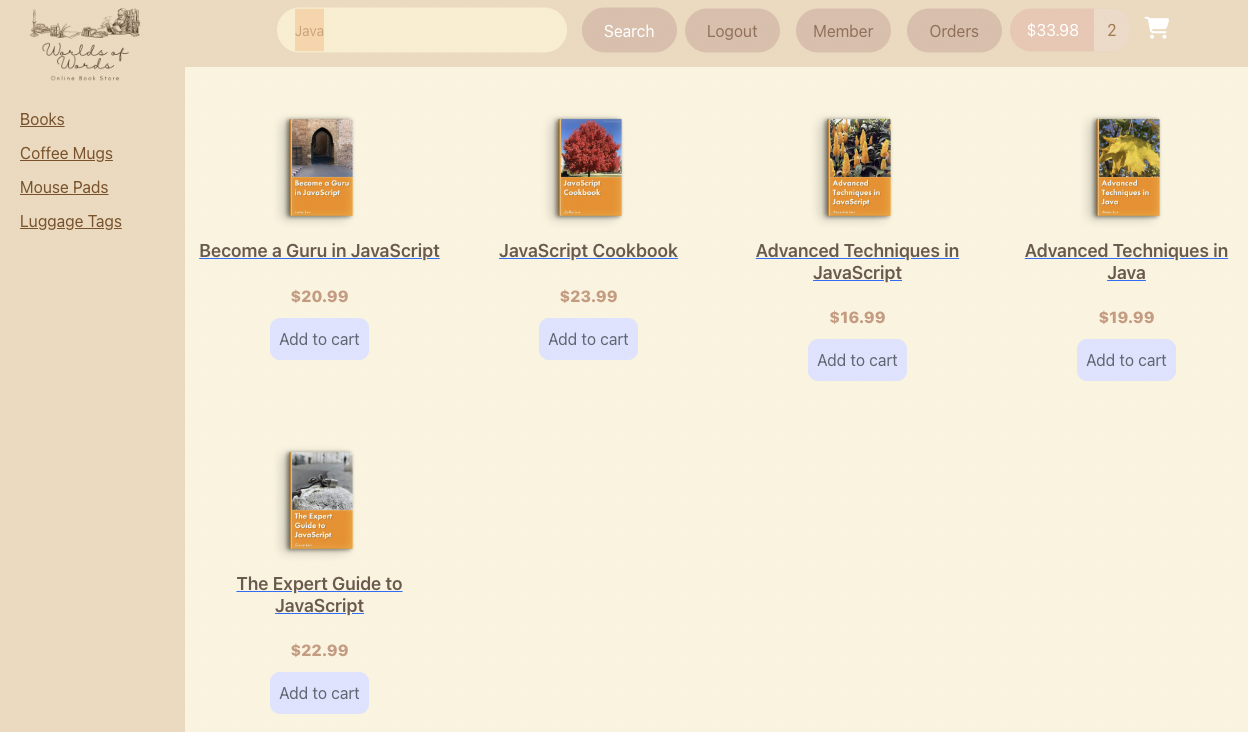 Worlds of
Words
Online Book Store
Java
Search
Logout
Member
Orders
$33.98
2
Books
Coffee Mugs
Mouse Pads
Luggage Tags
Become a Guru
in JavaScript
Become a Guru in JavaScript
$20.99
Add to cart
JavaScript
Cookbook
JavaScript Cookbook
$23.99
Add to cart
Advanced
Techniques in
JavaScript
Advanced Techniques in
JavaScript
$16.99
Add to cart
Advanced
Techniques in
Java
Advanced Techniques in
Java
$19.99
Add to cart
The Expert
Guide to
JavaScript
The Expert Guide to
JavaScript
$22.99
Add to cart